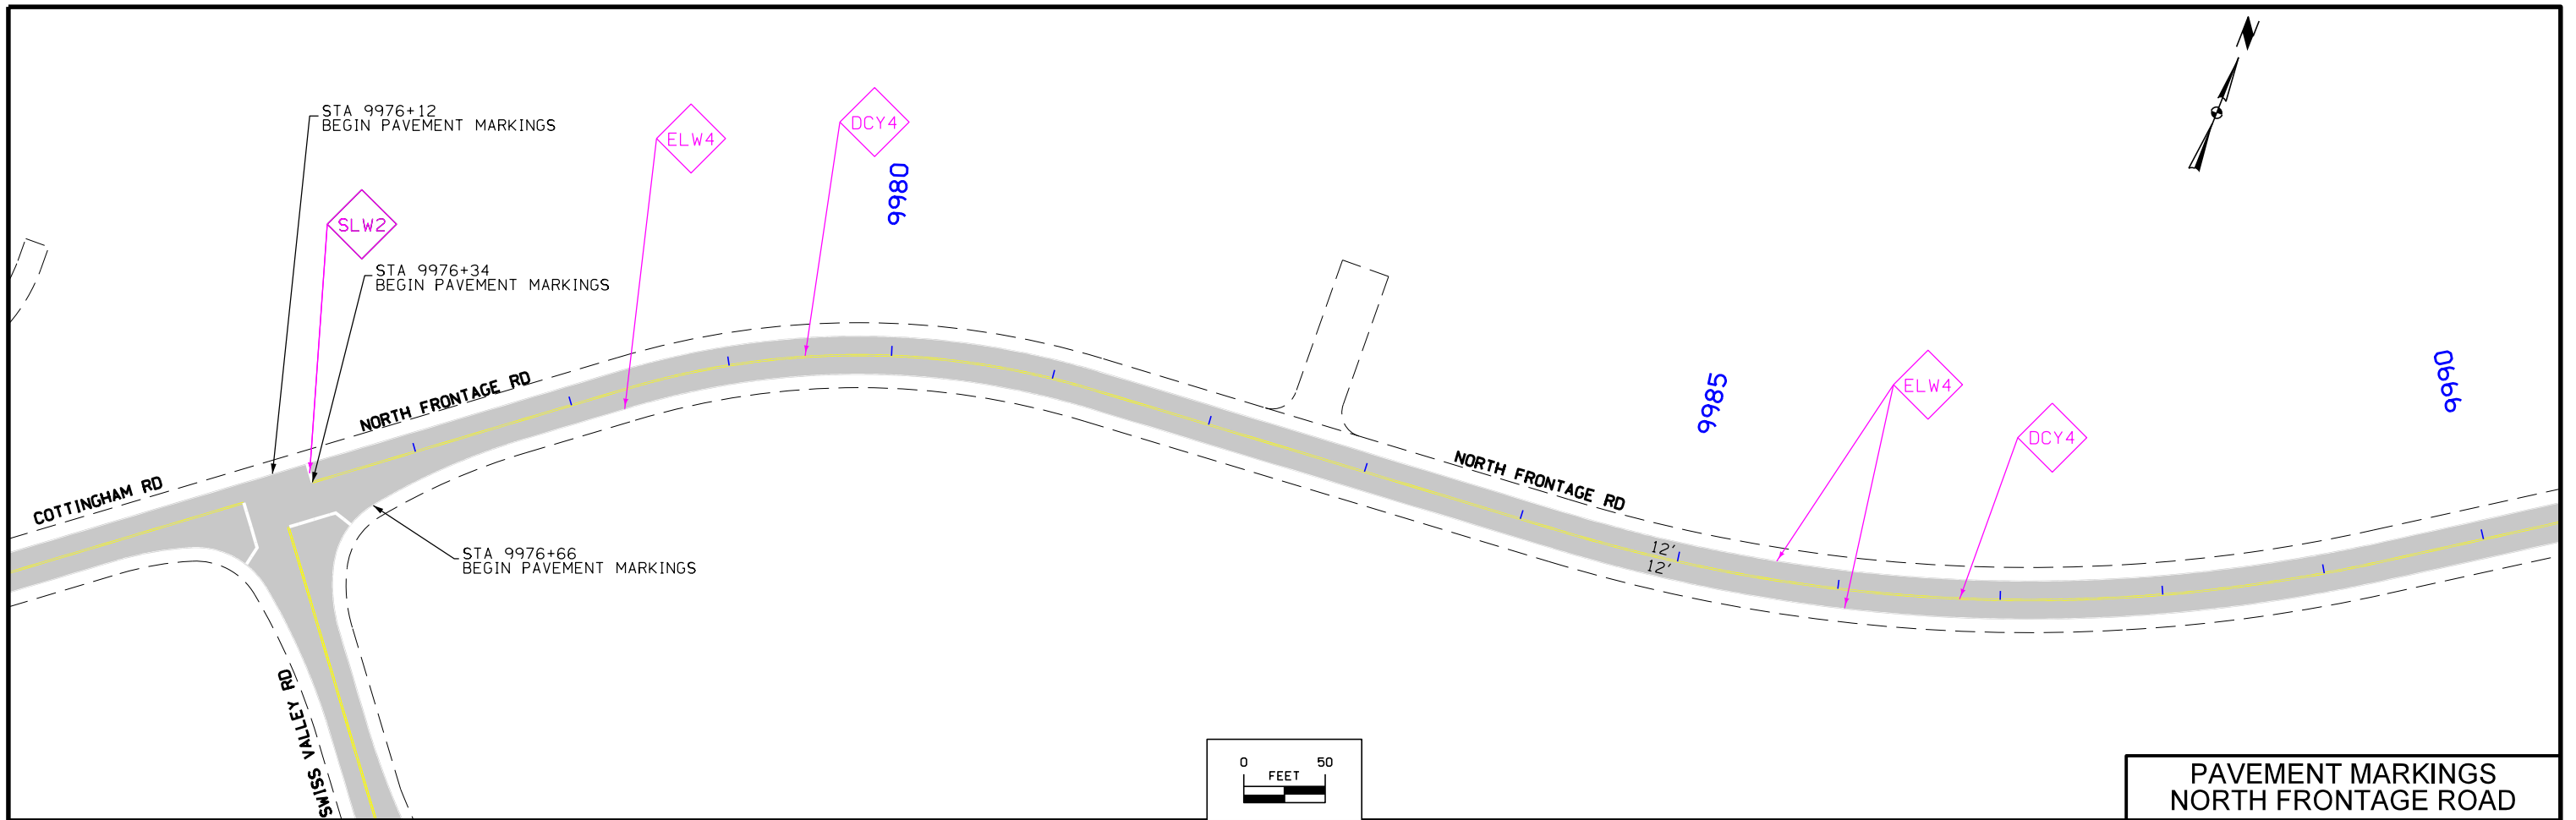 N
STA 9976+12
BEGIN PAVEMENT MARKINGS
ELW4
DCY4
9980
SLW2
STA 9976+34
BEGIN PAVEMENT MARKINGS
NORTH FRONTAGE RD
COTTINGHAM RD
STA 9976+66
BEGIN PAVEMENT MARKINGS
SWISS VALLEY RD
NORTH FRONTAGE RD
9985
ELW4
DCY4
9990
12'
12'
0 50
FEET
PAVEMENT MARKINGS
NORTH FRONTAGE ROAD